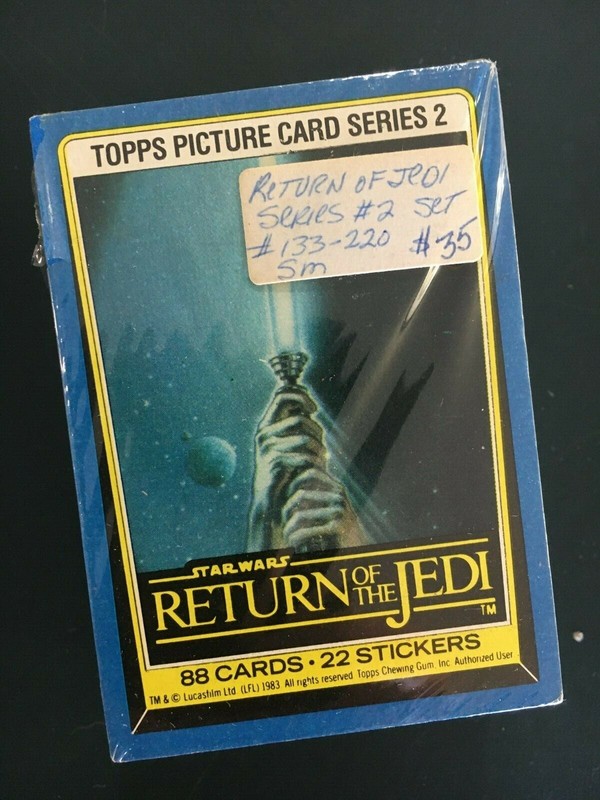 TOPPS PICTURE CARD SERIES 2
RETURN OF JEDI
SERIES #2 SET
#133-220 $35
Sm
STAR WARS
RETURN OF THE JEDI TM
88 CARDS • 22 STICKERS
TM & © Lucasfilm Ltd. (LFL) 1983 All rights reserved Topps Chewing Gum, Inc Authorized User